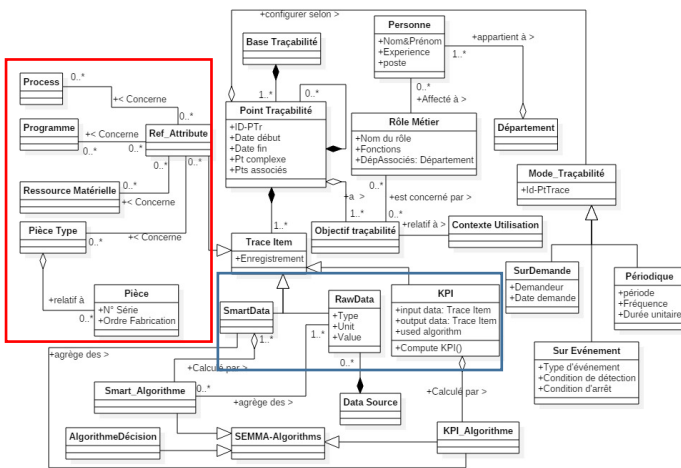 +configurer selon >
Personne
+Nom&Prénom
+Experience
+poste
+appartient à >
1..*
Base Traçabilité
Process
0..*
+< Concerne
0..*
1..*
0..*
0..*
+Affecté à >
Point Traçabilité
+ID-PTr
+Date début
+Date fin
+Pt complexe
+Pts associés
Programme
+< Concerne
0..*
0..*
Ref_Attribute
0..*
0..*
Rôle Métier
+Nom du rôle
+Fonctions
+DépAssociés: Département
Département
Mode_Traçabilité
+Id-PtTrace
Ressource Matérielle
0..*
+< Concerne
+a >
0..*
+est concerné par >
1..*
0..*
Pièce Type
0..*
+< Concerne
1..*
Objectif traçabilité
+relatif à >
Contexte Utilisation
Trace Item
+Enregistrement
+relatif à
0..*
Pièce
+N° Série
+Ordre Fabrication
SurDemande
+Demandeur
+Date demande
Périodique
+période
+Fréquence
+Durée unitaire
SmartData
1..*
RawData
+Type
+Unit
+Value
1..*
KPI
+input data: Trace Item
+output data: Trace Item
+used algorithm
+Compute KPI()
Sur Evénement
+Type d'événement
+Condition de détection
+Condition d'arrêt
+agrège des >
+Calculé par >
0..*
Smart_Algorithme
0..*
+agrège des >
Data Source
+Calculé par >
AlgorithmeDécision
SEMMA-Algorithms
KPI_Algorithme